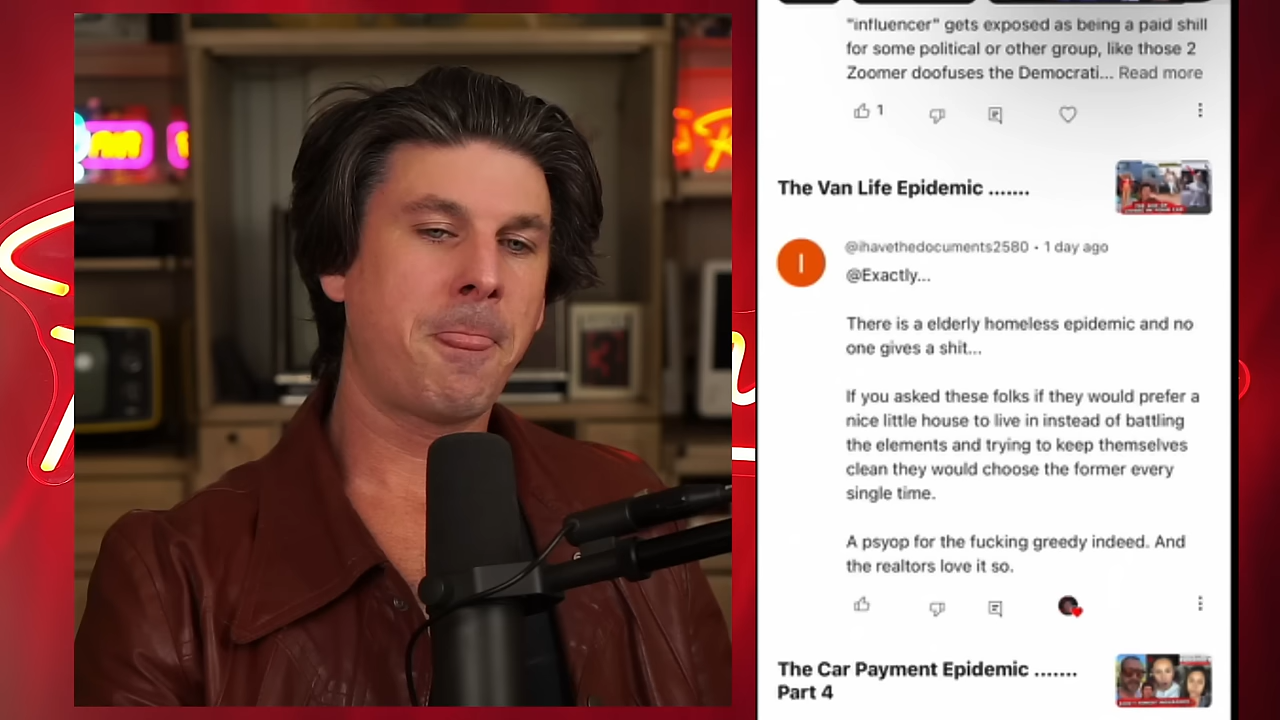 "influencer" gets exposed as being a paid shill
for some political or other group, like those 2
Zoomer doofuses the Democrati... Read more
1
The Van Life Epidemic .......
I
@ihavethedocuments2580 • 1 day ago
@Exactly...
There is a elderly homeless epidemic and no
one gives a shit...
If you asked these folks if they would prefer a
nice little house to live in instead of battling
the elements and trying to keep themselves
clean they would choose the former every
single time.
A psyop for the fucking greedy indeed. And
the realtors love it so.
The Car Payment Epidemic .......
Part 4